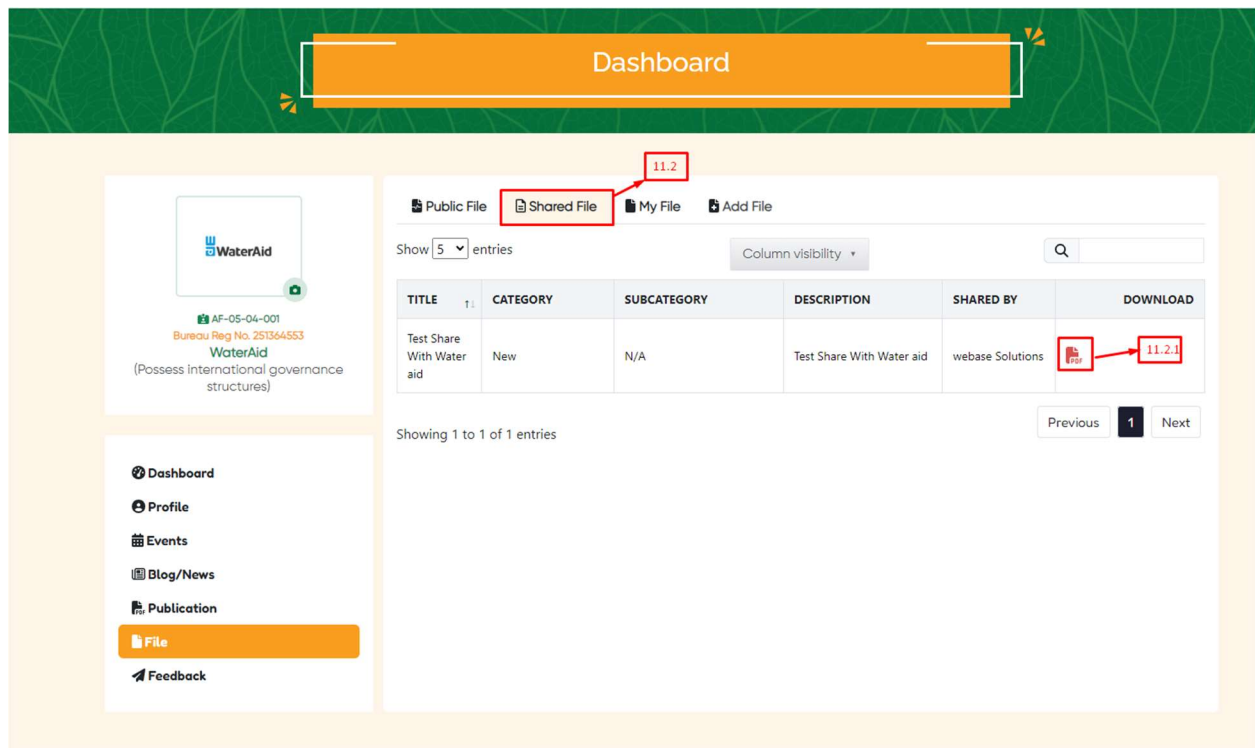 Dashboard
11.2
Public File Shared File My File Add File
Show 5 entries Column visibility
TITLE CATEGORY SUBCATEGORY DESCRIPTION SHARED BY DOWNLOAD
Test Share With Water aid New N/A Test Share With Water aid webase Solutions PDF 11.2.1
Showing 1 to 1 of 1 entries Previous 1 Next
WaterAid
AF-05-04-001
Bureau Reg No. 251364553
WaterAid
(Possess international governance
structures)
Dashboard
Profile
Events
Blog/News
PDF Publication
File
Feedback